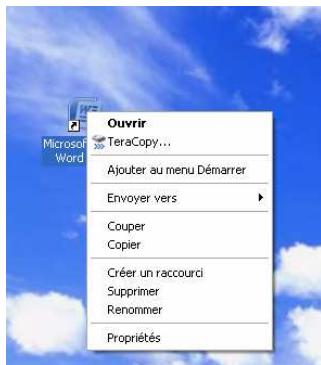 Microsoft
Word
Ouvrir
TeraCopy...
Ajouter au menu Démarrer
Envoyer vers
Couper
Copier
Créer un raccourci
Supprimer
Renommer
Propriétés